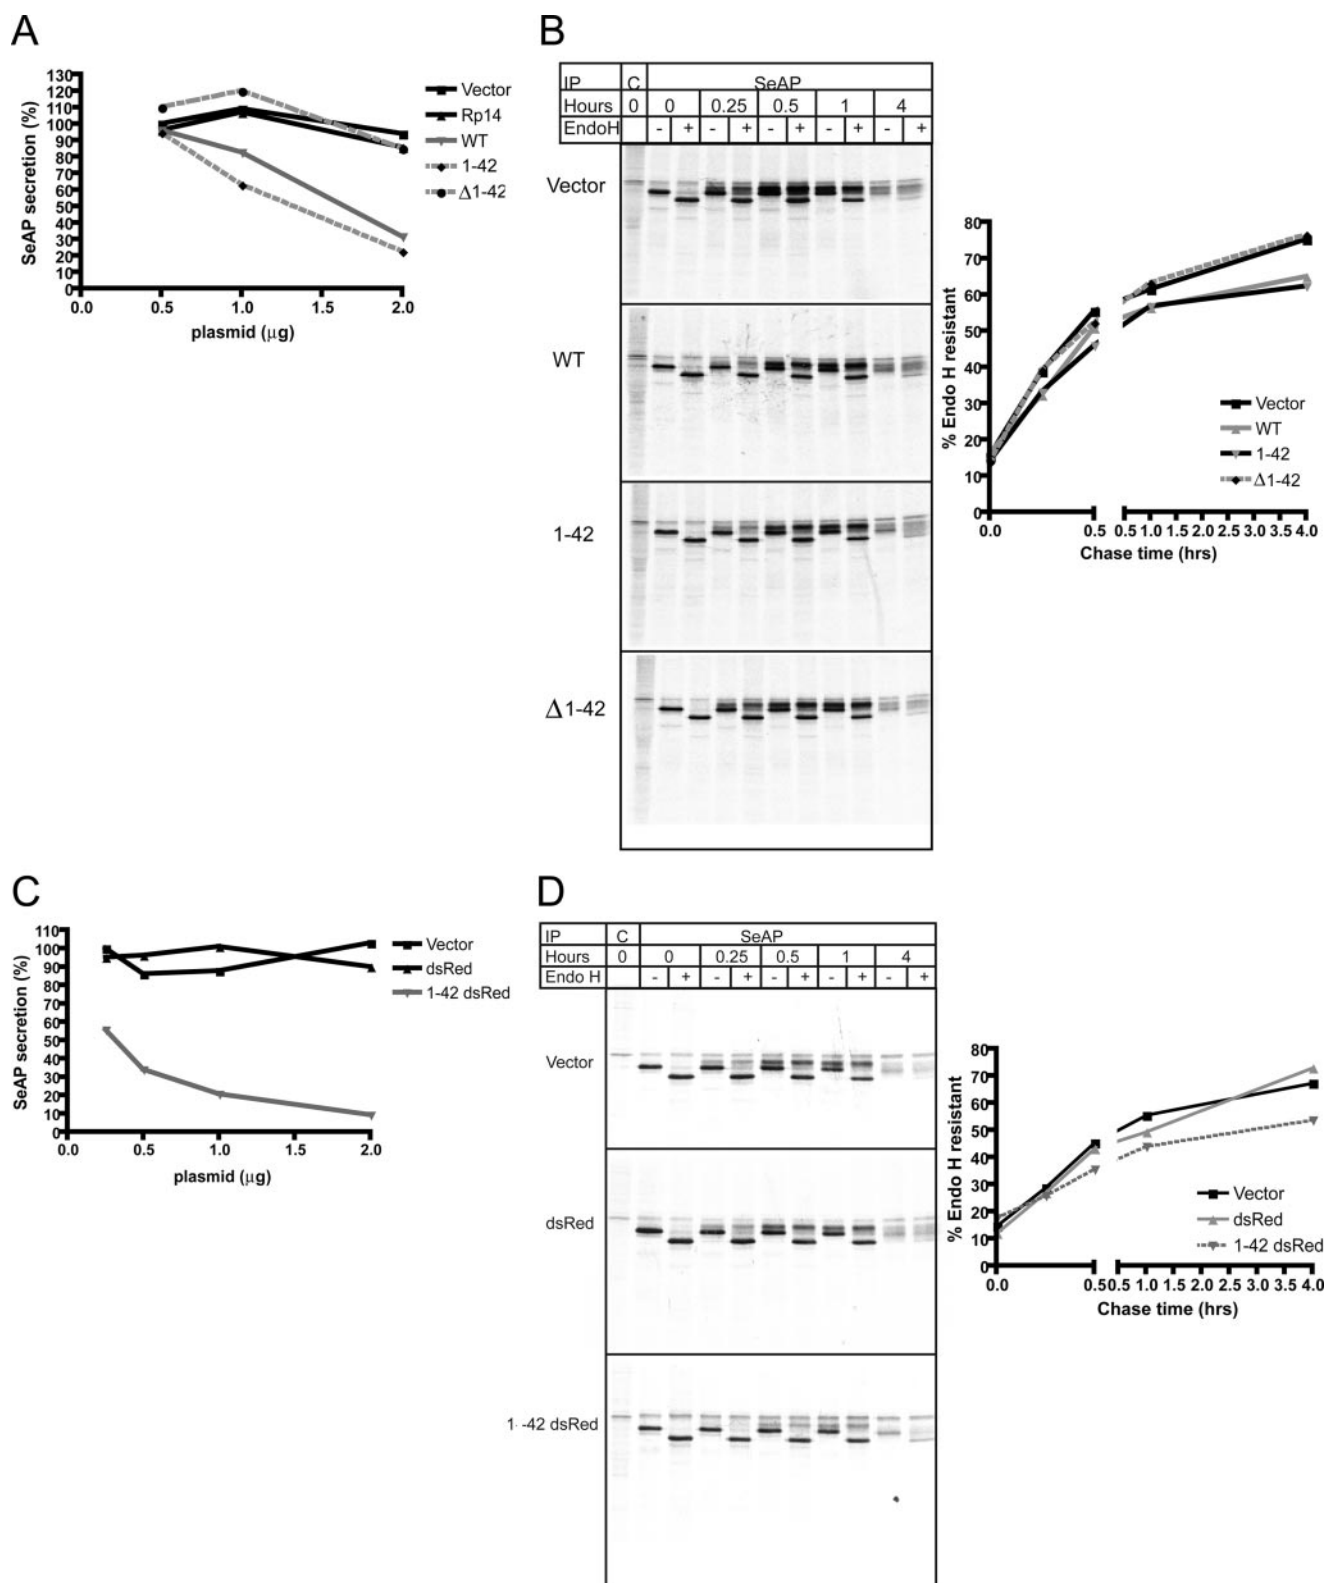 A
SeAP secretion (%)
130
120
110
100
90
80
70
60
50
40
30
20
10
0
0.0 0.5 1.0 1.5 2.0
plasmid (μg)
Vector
Rp14
WT
1-42
Δ1-42
B
IP C SeAP
Hours 0 0 0.25 0.5 1 4
EndoH - + - + - + - + - +
Vector
WT
1-42
Δ1-42
% Endo H resistant
80
70
60
50
40
30
20
10
0
0.0 0.5 0.5 1.0 1.5 2.0 2.5 3.0 3.5 4.0
Chase time (hrs)
Vector
WT
1-42
Δ1-42
C
SeAP secretion (%)
110
100
90
80
70
60
50
40
30
20
10
0
0.0 0.5 1.0 1.5 2.0
plasmid (μg)
Vector
dsRed
1-42 dsRed
D
IP C SeAP
Hours 0 0 0.25 0.5 1 4
Endo H - + - + - + - + - +
Vector
dsRed
1-42 dsRed
% Endo H resistant
80
70
60
50
40
30
20
10
0
0.0 0.5 0.5 1.0 1.5 2.0 2.5 3.0 3.5 4.0
Chase time (hrs)
Vector
dsRed
1-42 dsRed